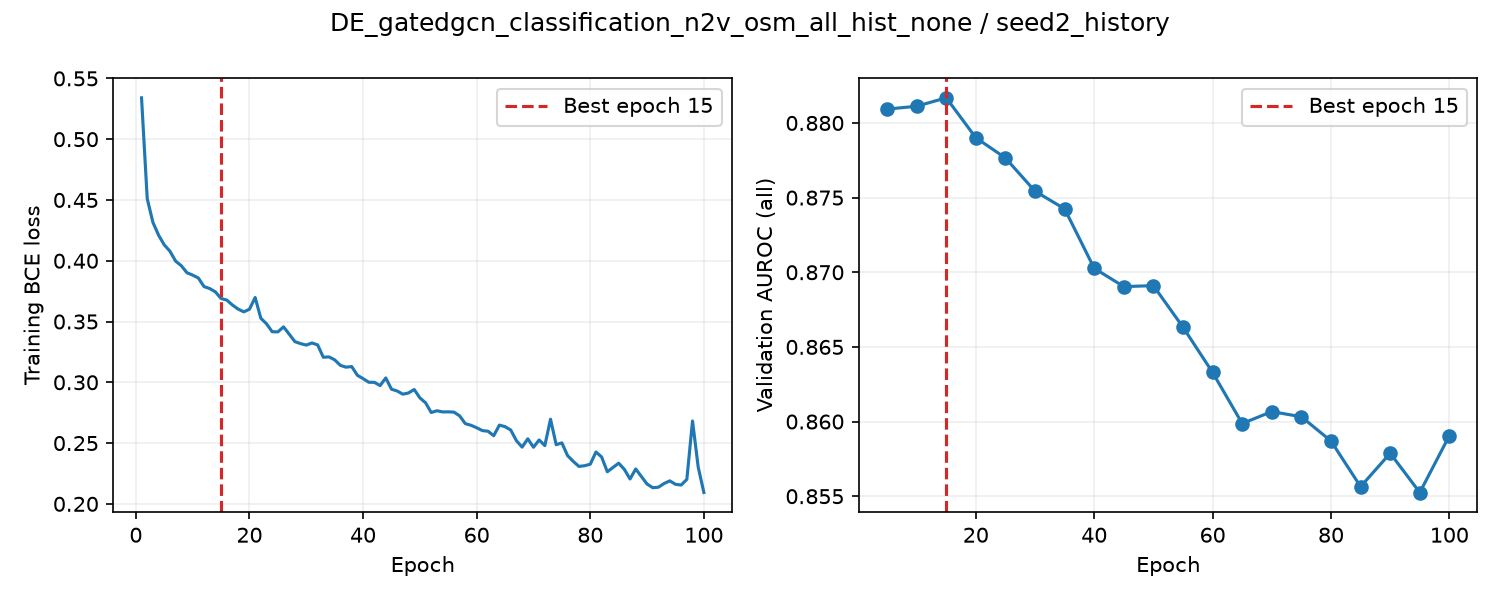 DE_gatedgcn_classification_n2v_osm_all_hist_none / seed2_history
0.55
0.50
0.45
0.40
0.35
0.30
0.25
0.20
Training BCE loss
Best epoch 15
0 20 40 60 80 100
Epoch
0.880
0.875
0.870
0.865
0.860
0.855
Validation AUROC (all)
Best epoch 15
20 40 60 80 100
Epoch